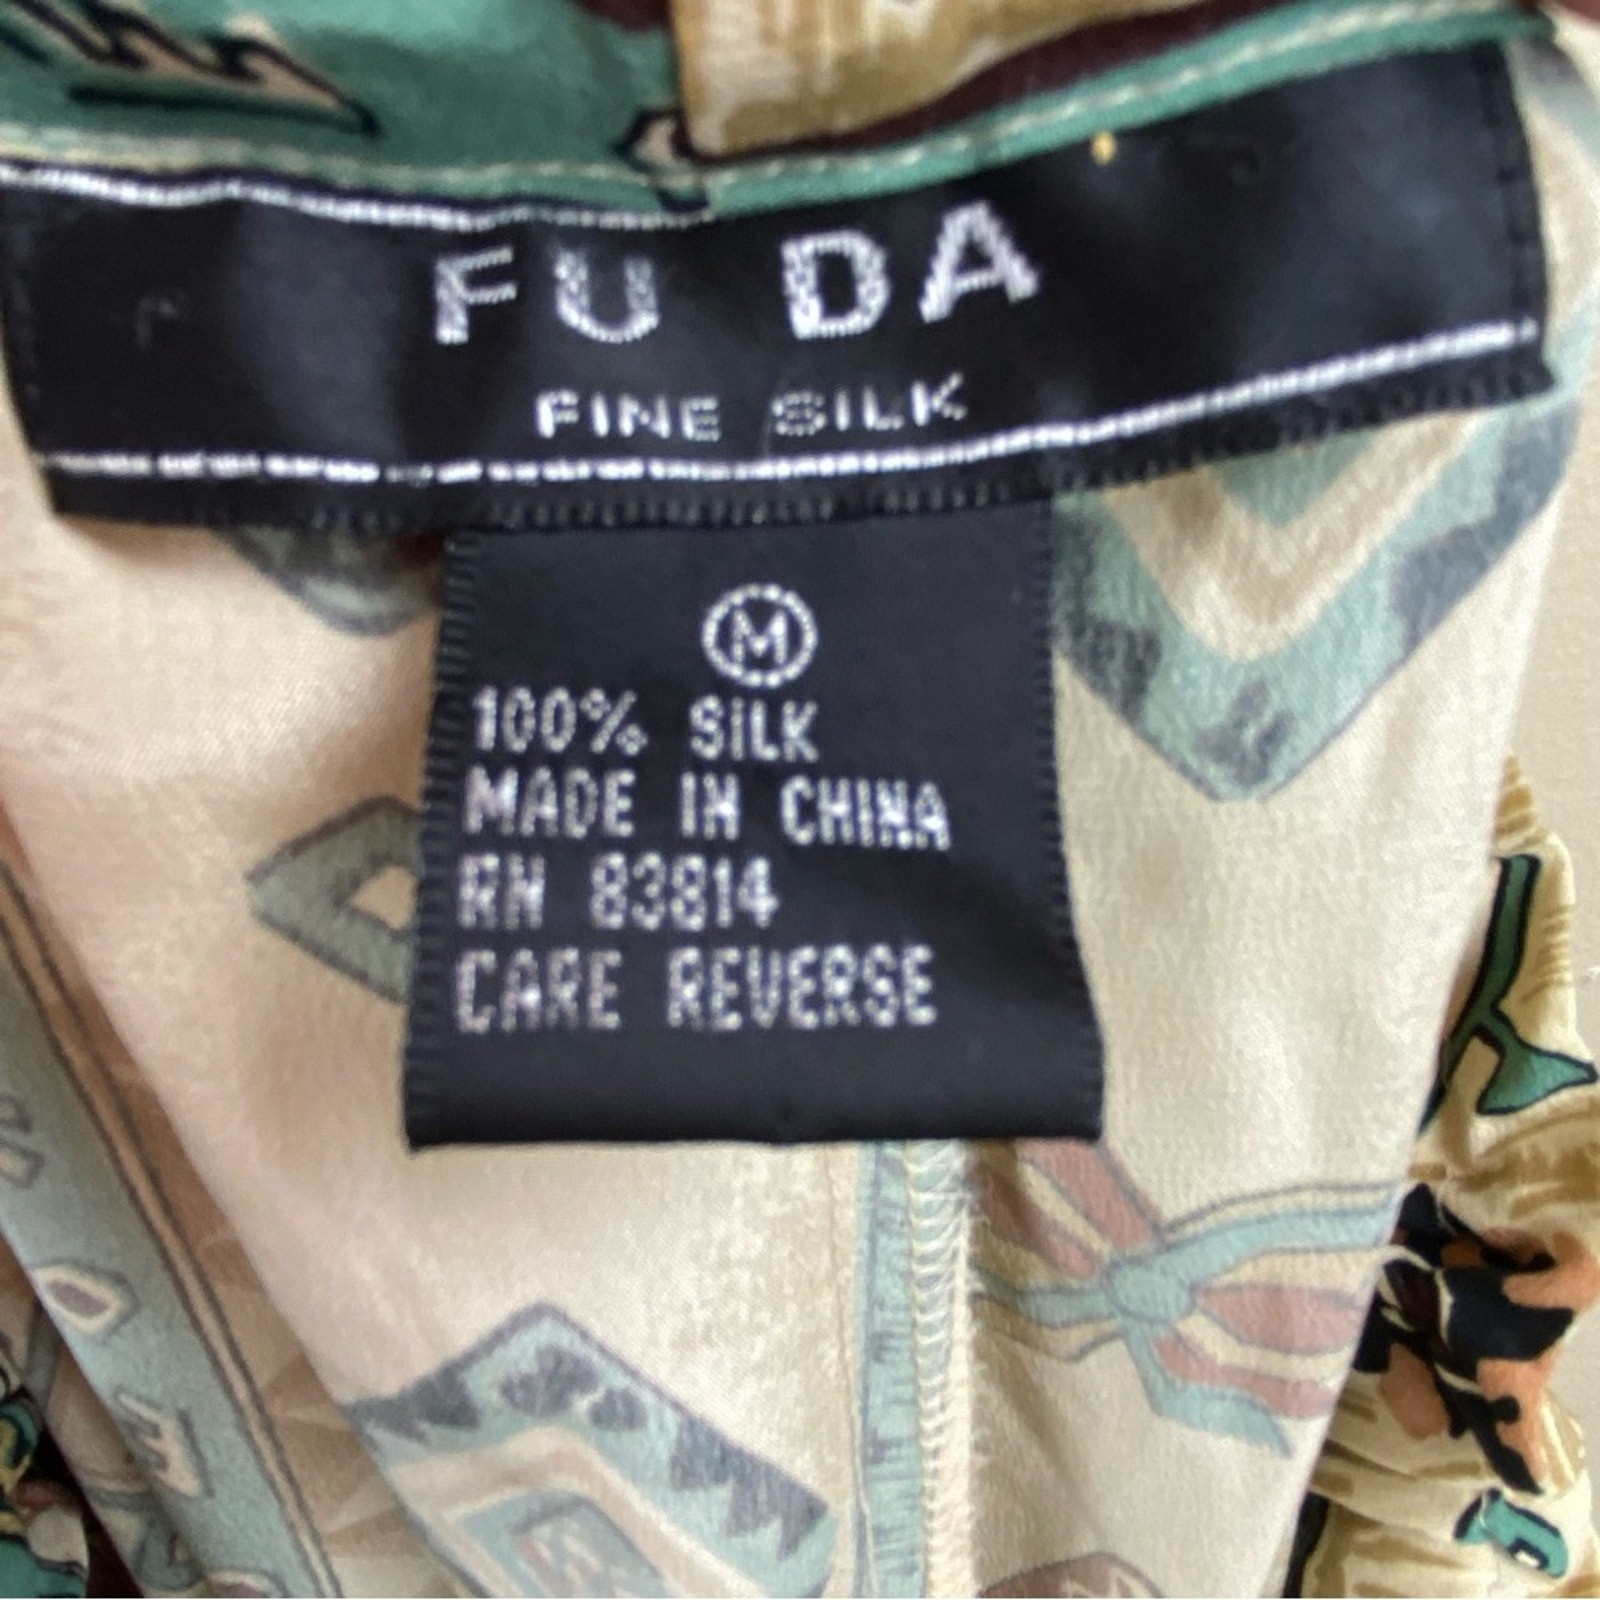 FU DA
FINE SILK
M
100% SILK
MADE IN CHINA
RN 83814
CARE REVERSE